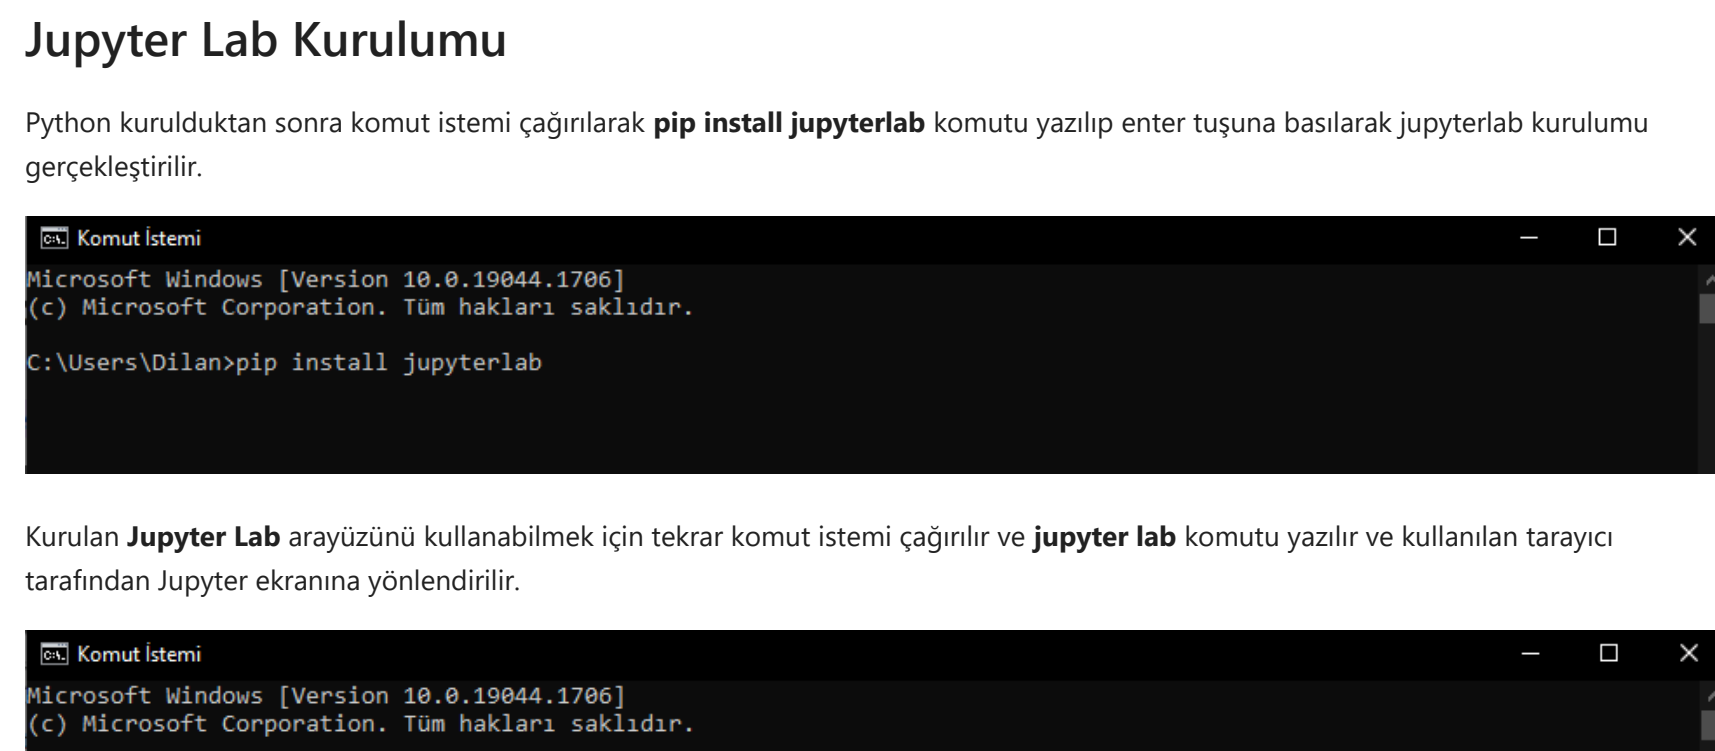 Jupyter Lab Kurulumu
Python kurulduktan sonra komut istemi çağırılarak pip install jupyterlab komutu yazılıp enter tuşuna basılarak jupyterlab kurulumu
gerçekleştirilir.
Komut İstemi
Microsoft Windows [Version 10.0.19044.1706]
(c) Microsoft Corporation. Tüm hakları saklıdır.
C:\Users\Dilan>pip install jupyterlab
Kurulan Jupyter Lab arayüzünü kullanabilmek için tekrar komut istemi çağırılır ve jupyter lab komutu yazılır ve kullanılan tarayıcı
tarafından Jupyter ekranına yönlendirilir.
Komut İstemi
Microsoft Windows [Version 10.0.19044.1706]
(c) Microsoft Corporation. Tüm hakları saklıdır.